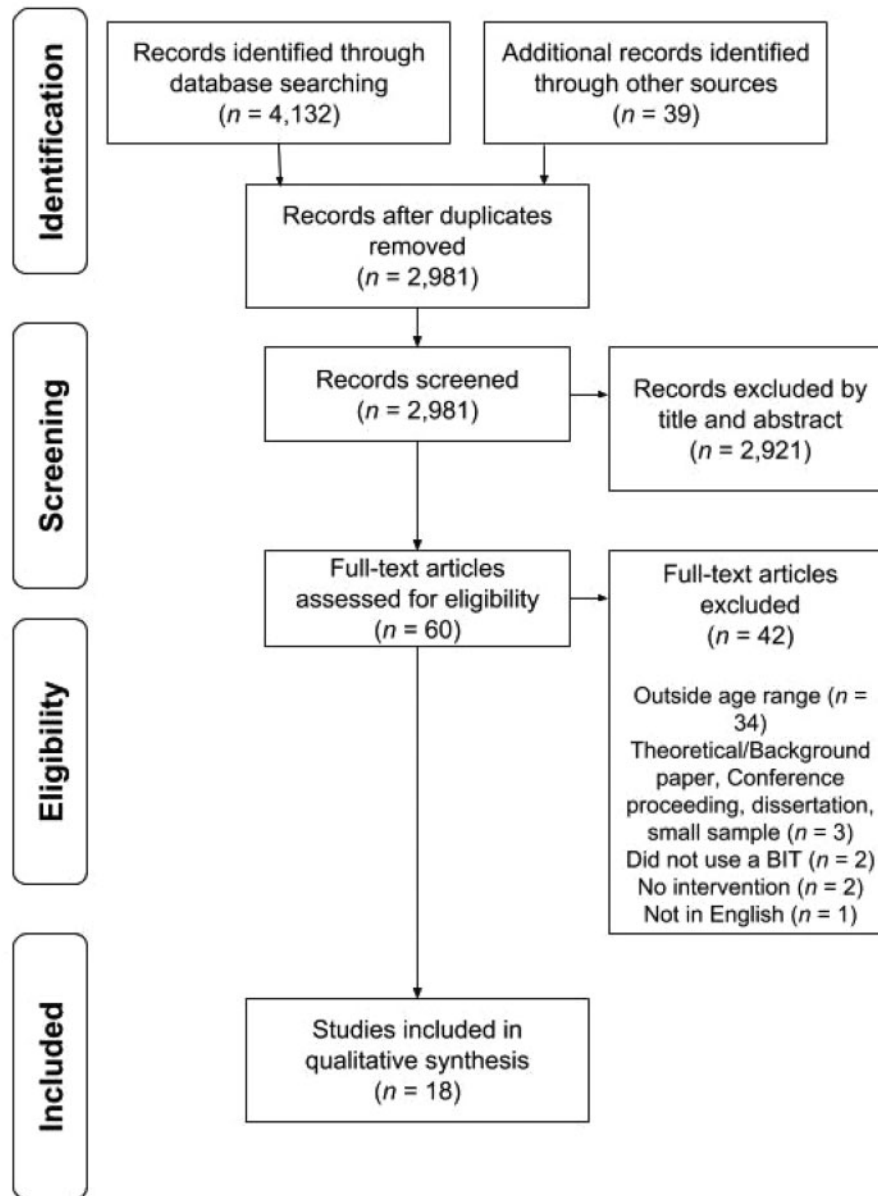 Identification
Records identified through
database searching
(n = 4,132)
Additional records identified
through other sources
(n = 39)
Records after duplicates
removed
(n = 2,981)
Screening
Records screened
(n = 2,981)
Records excluded by
title and abstract
(n = 2,921)
Eligibility
Full-text articles
assessed for eligibility
(n = 60)
Full-text articles
excluded
(n = 42)
Outside age range (n =
34)
Theoretical/Background
paper, Conference
proceeding, dissertation,
small sample (n = 3)
Did not use a BIT (n = 2)
No intervention (n = 2)
Not in English (n = 1)
Included
Studies included in
qualitative synthesis
(n = 18)